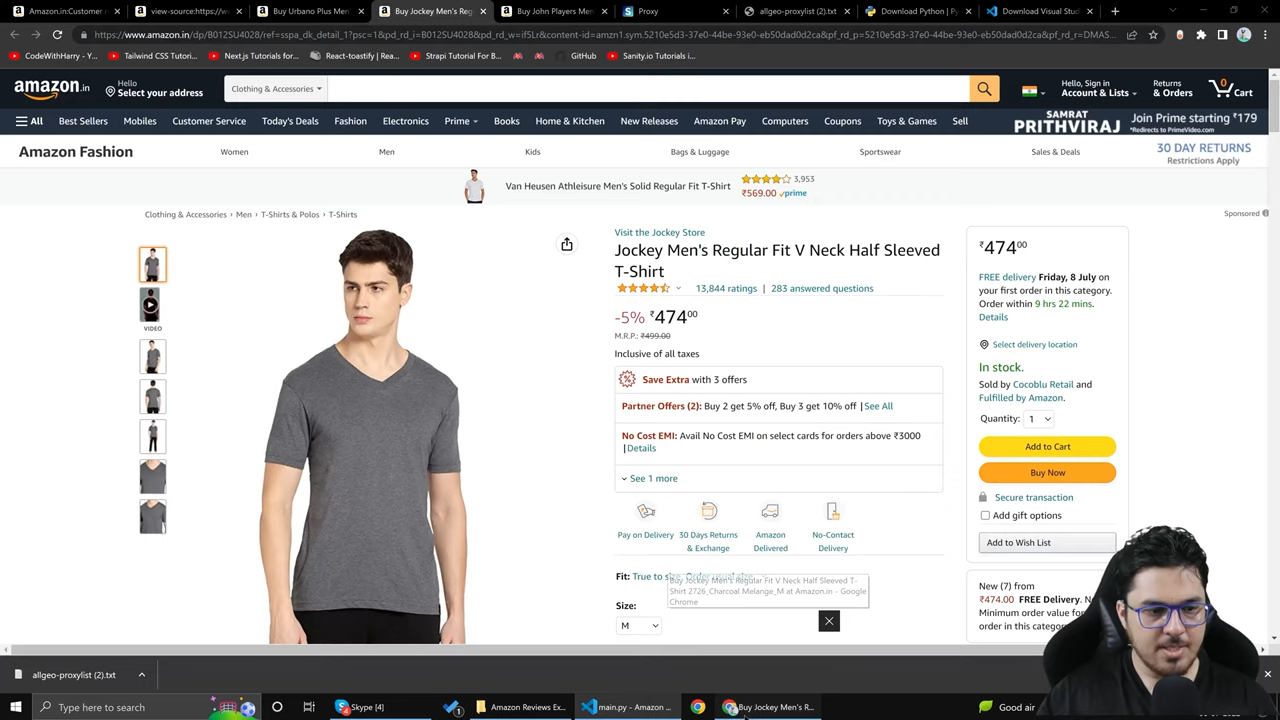 Amazon.in: Customer Re
view-source:https://w
Buy Urbano Plus Men
Buy Jockey Men's Reg
Buy John Players Men
Proxy
allgeo-proxylist (2).txt
Download Python | Py
Download Visual Stud
https://www.amazon.in/dp/B012SU4028/ref=sspa_dk_detail_1?psc=1&pd_rd_i=B012SU4028&pd_rd_w=if5Lr&content-id=amzn1.sym.5210e5d3-37e0-44be-93e0-eb50dad0d2ca&pf_rd_p=5210e5d3-37e0-44be-93e0-eb50dad0d2ca&pf_rd_r=DMAS...
CodeWithHarry - Y...
Tailwind CSS Tutori...
Next.js Tutorials for...
React-toastify | Rea...
Strapi Tutorial For B...
GitHub
Sanity.io Tutorials i...
amazon.in
Hello
Select your address
Clothing & Accessories
Hello, Sign in
Account & Lists
Returns
& Orders
0
Cart
All
Best Sellers
Mobiles
Customer Service
Today's Deals
Fashion
Electronics
Prime
Books
Home & Kitchen
New Releases
Amazon Pay
Computers
Coupons
Toys & Games
Sell
SAMRAT
PRITHVIRAJ
Join Prime starting ₹179
*Redirects to PrimeVideo.com
Amazon Fashion
Women
Men
Kids
Bags & Luggage
Sportswear
Sales & Deals
30 DAY RETURNS
Restrictions Apply
Van Heusen Athleisure Men's Solid Regular Fit T-Shirt
3,953
₹569.00 prime
Clothing & Accessories › Men › T-Shirts & Polos › T-Shirts
Sponsored
VIDEO
Visit the Jockey Store
Jockey Men's Regular Fit V Neck Half Sleeved
T-Shirt
13,844 ratings | 283 answered questions
-5% ₹474 00
M.R.P.: ₹499.00
Inclusive of all taxes
Save Extra with 3 offers
Partner Offers (2): Buy 2 get 5% off, Buy 3 get 10% off | See All
No Cost EMI: Avail No Cost EMI on select cards for orders above ₹3000
| Details
See 1 more
Pay on Delivery
30 Days Returns
& Exchange
Amazon
Delivered
No-Contact
Delivery
Fit: True to size. Order usual size.
Buy Jockey Men's Regular Fit V Neck Half Sleeved T-
Shirt 2726_Charcoal Melange_M at Amazon.in - Google
Chrome
Size:
M
₹474 00
FREE delivery Friday, 8 July on
your first order in this category.
Order within 9 hrs 22 mins.
Details
Select delivery location
In stock.
Sold by Cocoblu Retail and
Fulfilled by Amazon.
Quantity: 1
Add to Cart
Buy Now
Secure transaction
Add gift options
Add to Wish List
New (7) from
₹474.00 FREE Delivery.
Minimum order value for
order in this category
allgeo-proxylist (2).txt
Type here to search
Skype [4]
1
Amazon Reviews Ex...
main.py - Amazon ...
Buy Jockey Men's R...
Good air